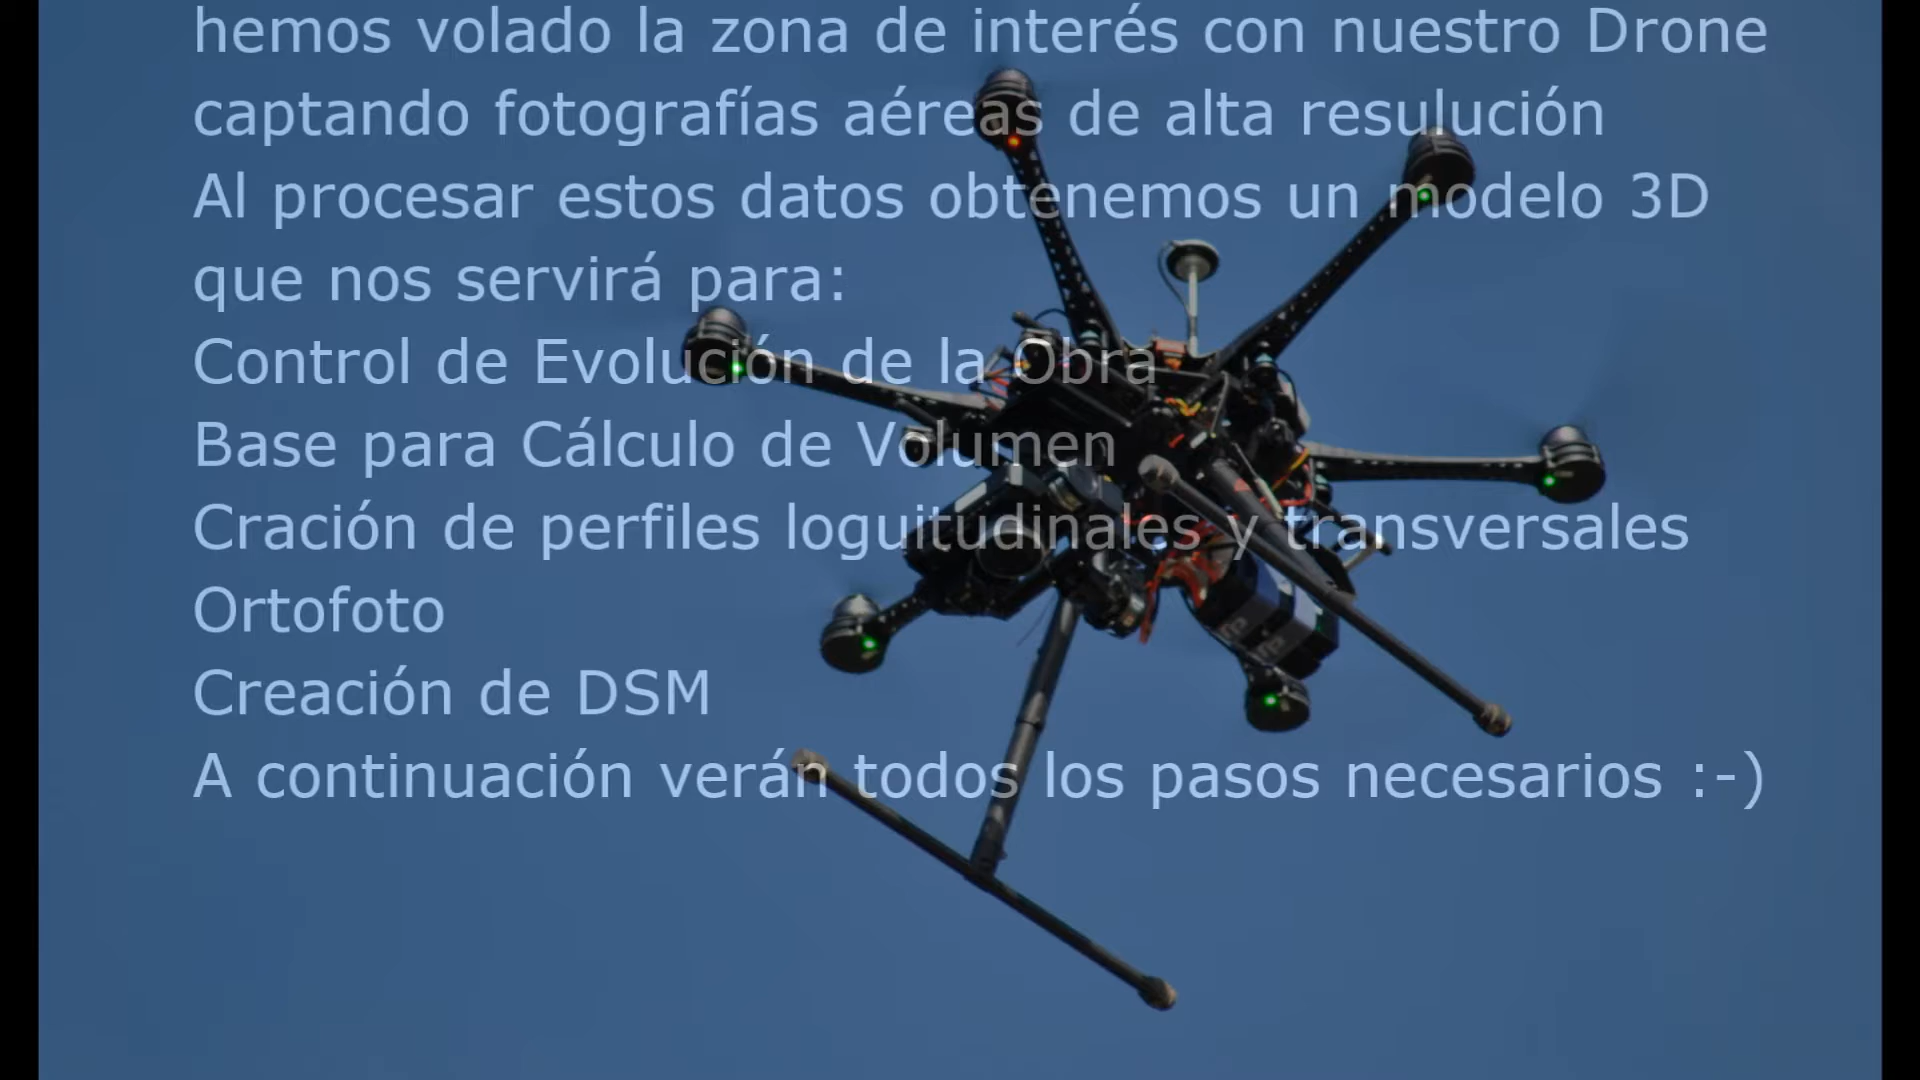 hemos volado la zona de interés con nuestro Drone
captando fotografías aéreas de alta resulución
Al procesar estos datos obtenemos un modelo 3D
que nos servirá para:
Control de Evolución de la Obra
Base para Cálculo de Volumen
Cración de perfiles loguitudinales y transversales
Ortofoto
Creación de DSM
A continuación verán todos los pasos necesarios :-)